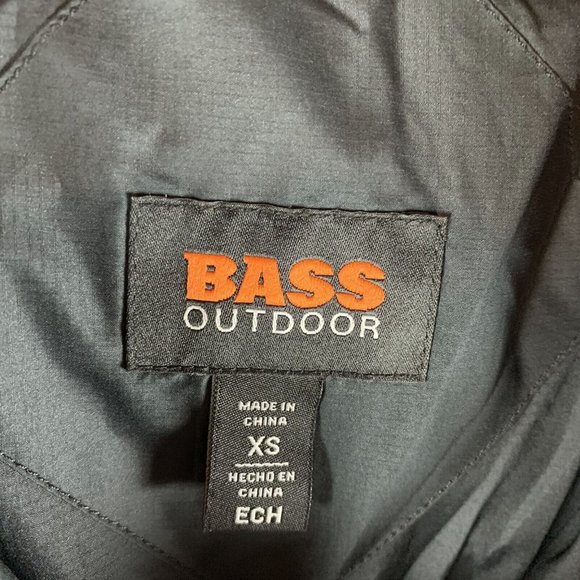 BASS
OUTDOOR
MADE IN
CHINA
XS
HECHO EN
CHINA
ECH